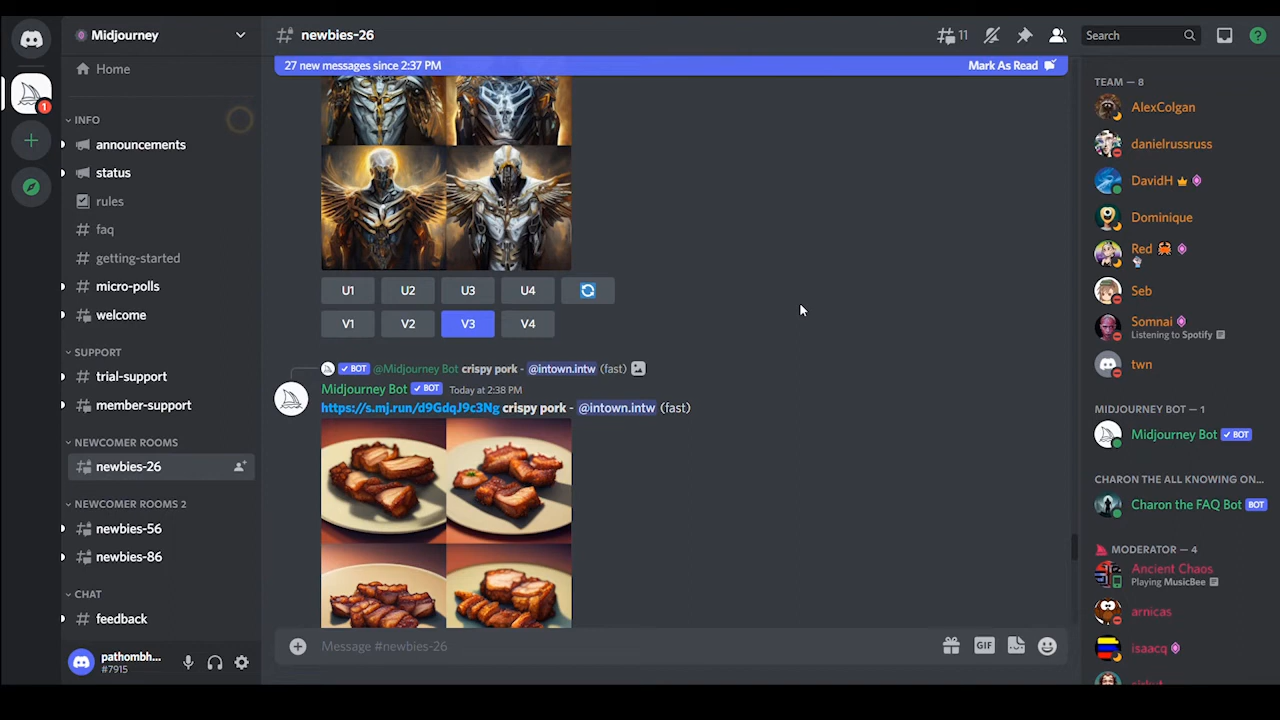 Midjourney
newbies-26
11
Search
1
Home
27 new messages since 2:37 PM
Mark As Read
INFO
announcements
status
rules
faq
getting-started
micro-polls
welcome
SUPPORT
trial-support
member-support
NEWCOMER ROOMS
newbies-26
NEWCOMER ROOMS 2
newbies-56
newbies-86
CHAT
feedback
pathombh...
#7915
U1 U2 U3 U4
V1 V2 V3 V4
BOT @Midjourney Bot crispy pork - @intown.intw (fast)
Midjourney Bot BOT Today at 2:38 PM
https://s.mj.run/d9GdqJ9c3Ng crispy pork - @intown.intw (fast)
Message #newbies-26
GIF
TEAM — 8
AlexColgan
danielrussruss
DavidH
Dominique
Red
Seb
Somnai
Listening to Spotify
twn
MIDJOURNEY BOT — 1
Midjourney Bot BOT
CHARON THE ALL KNOWING ON...
Charon the FAQ Bot BOT
MODERATOR — 4
Ancient Chaos
Playing MusicBee
arnicas
isaacq